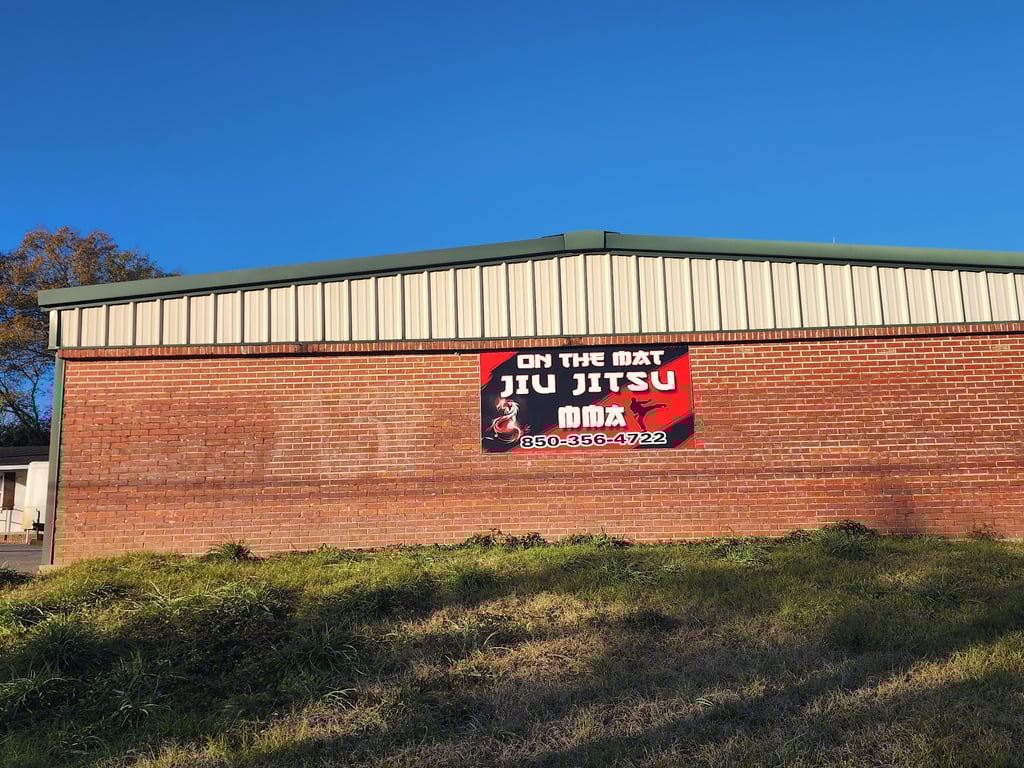 ON THE MAT
JIU JITSU
MMA
850-356-4722